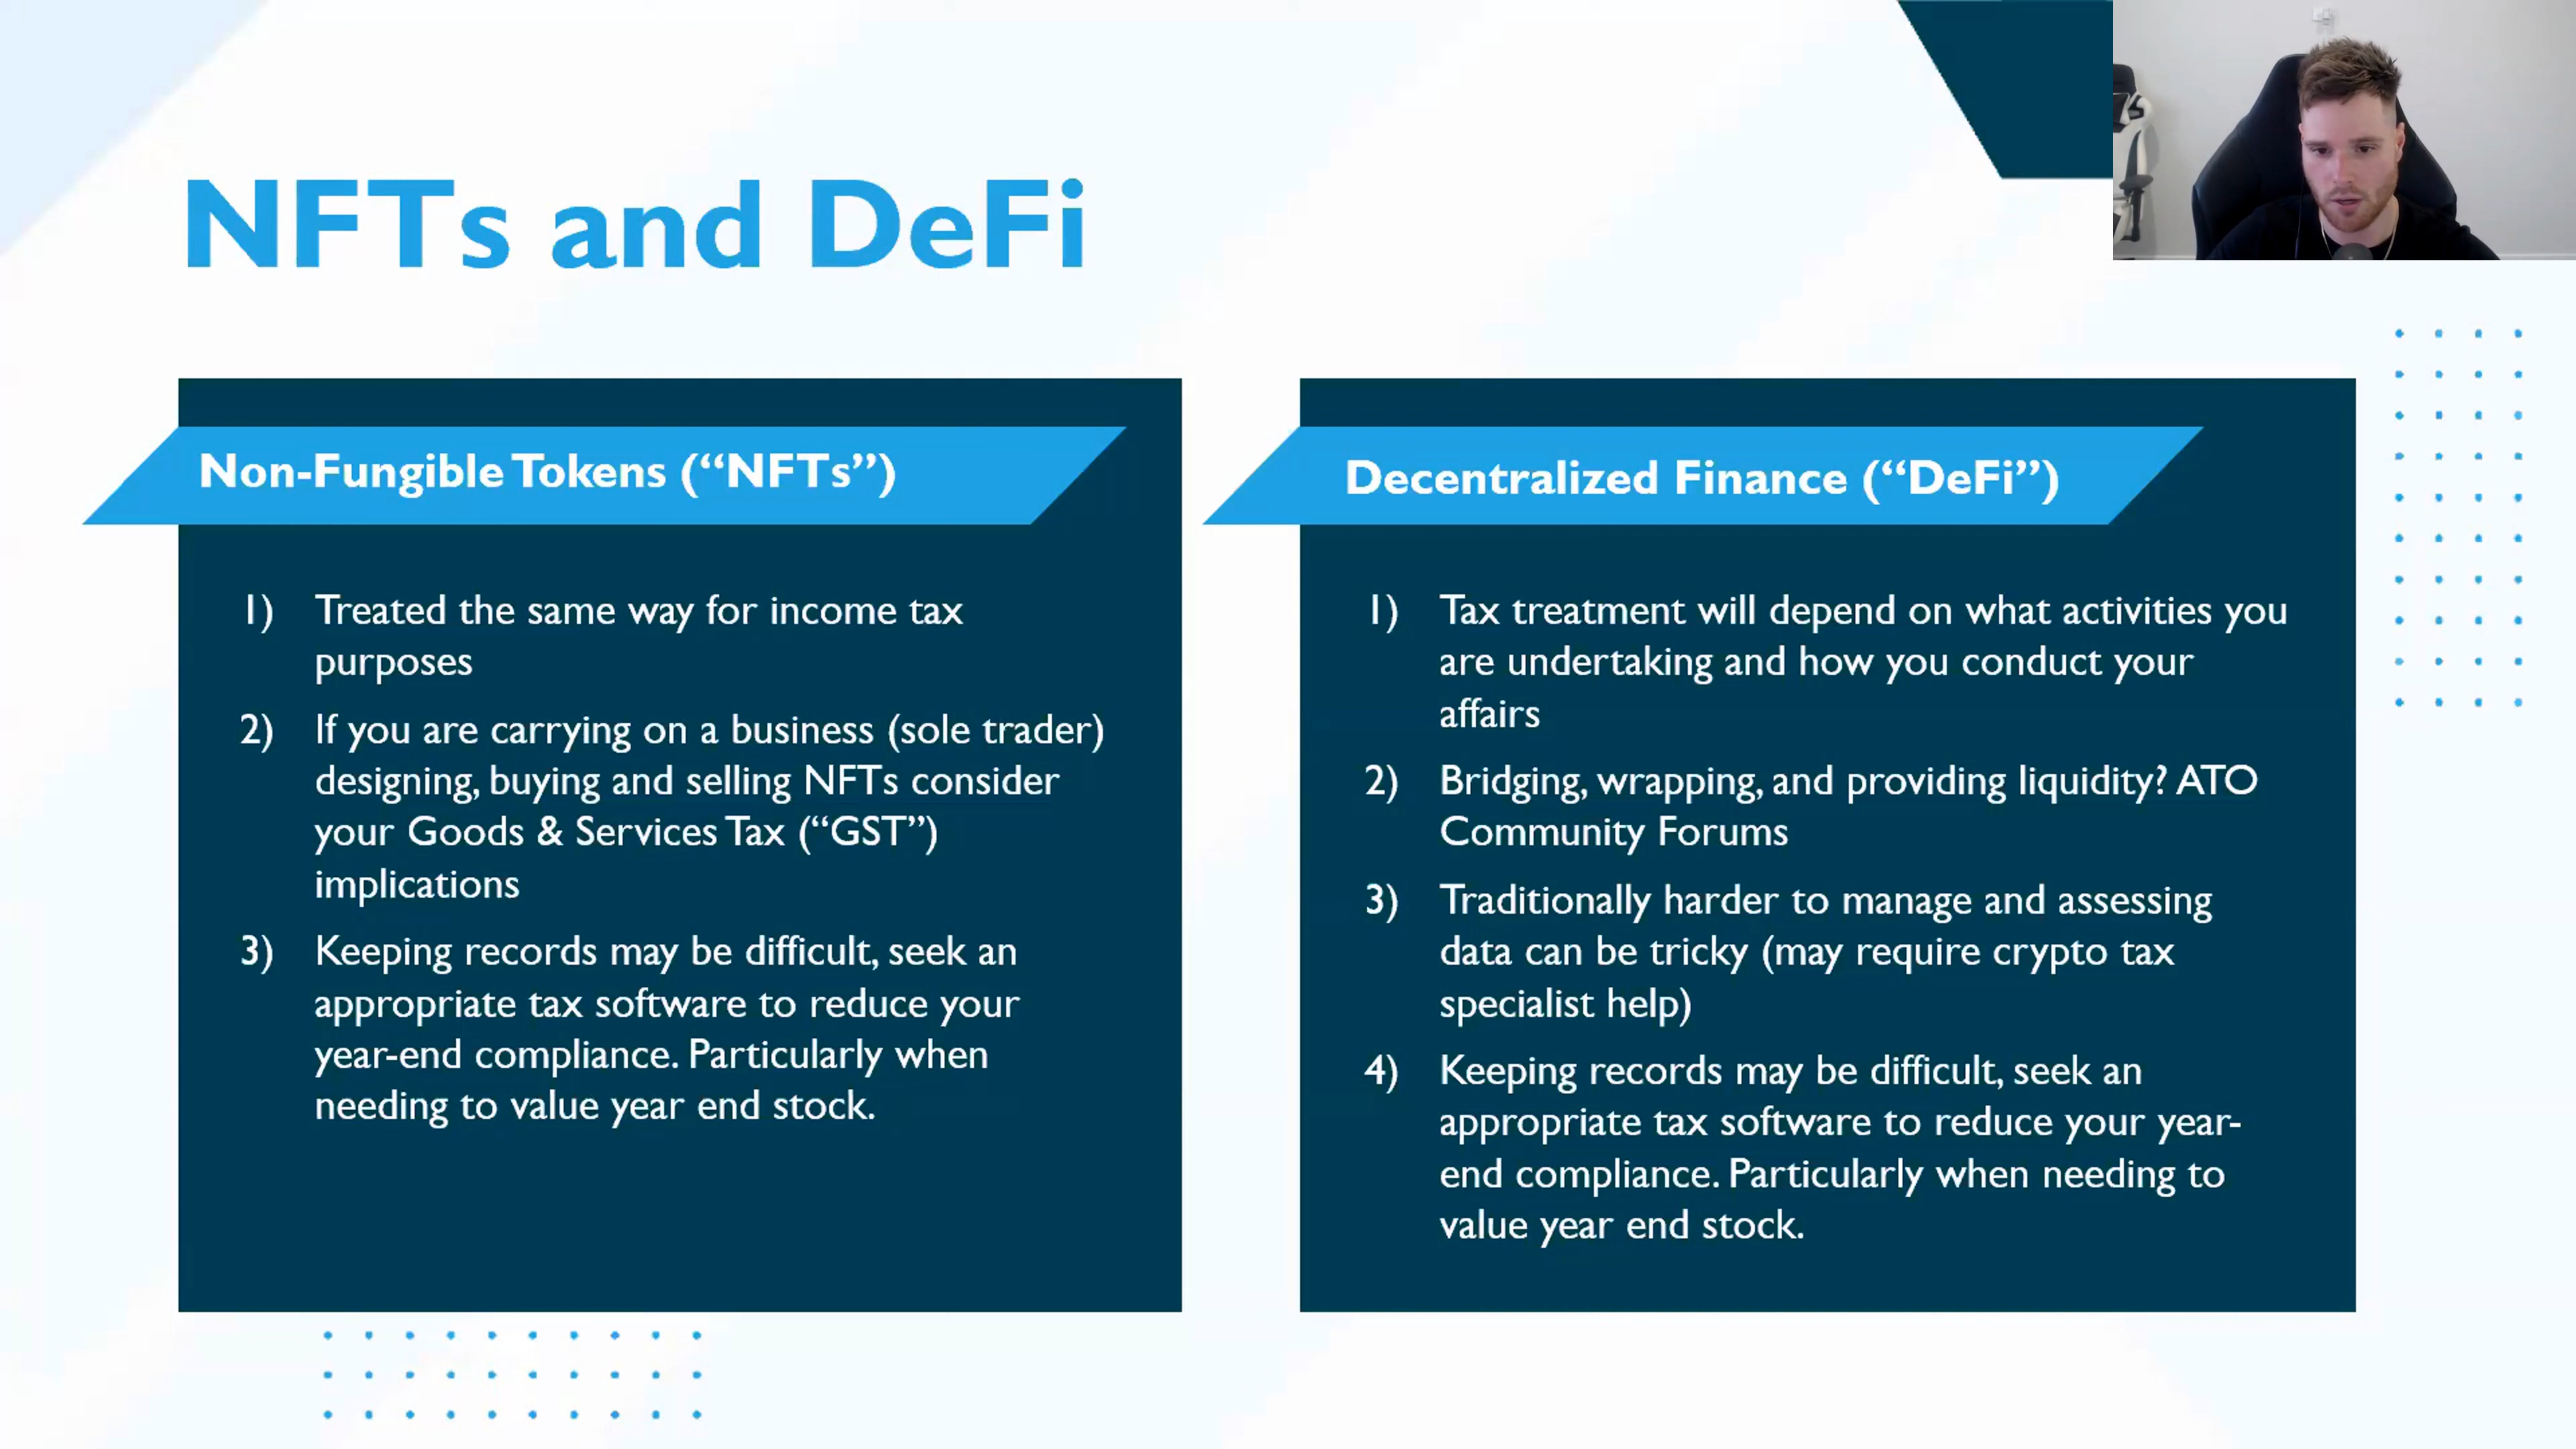 NFTs and DeFi
Non-Fungible Tokens (“NFTs”)
1) Treated the same way for income tax
purposes
2) If you are carrying on a business (sole trader)
designing, buying and selling NFTs consider
your Goods & Services Tax (“GST”)
implications
3) Keeping records may be difficult, seek an
appropriate tax software to reduce your
year-end compliance. Particularly when
needing to value year end stock.
Decentralized Finance (“DeFi”)
1) Tax treatment will depend on what activities you
are undertaking and how you conduct your
affairs
2) Bridging, wrapping, and providing liquidity? ATO
Community Forums
3) Traditionally harder to manage and assessing
data can be tricky (may require crypto tax
specialist help)
4) Keeping records may be difficult, seek an
appropriate tax software to reduce your year-
end compliance. Particularly when needing to
value year end stock.